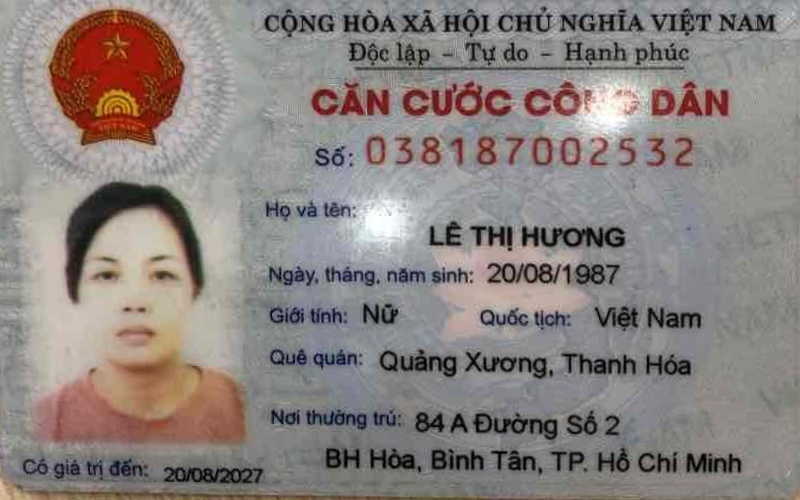 CỘNG HÒA XÃ HỘI CHỦ NGHĨA VIỆT NAM
Độc lập - Tự do - Hạnh phúc
CĂN CƯỚC CÔNG DÂN
Số: 038187002532
Họ và tên:
LÊ THỊ HƯƠNG
Ngày, tháng, năm sinh: 20/08/1987
Giới tính: Nữ Quốc tịch: Việt Nam
Quê quán: Quảng Xương, Thanh Hóa
Nơi thường trú: 84 A Đường Số 2
BH Hòa, Bình Tân, TP. Hồ Chí Minh
Có giá trị đến: 20/08/2027